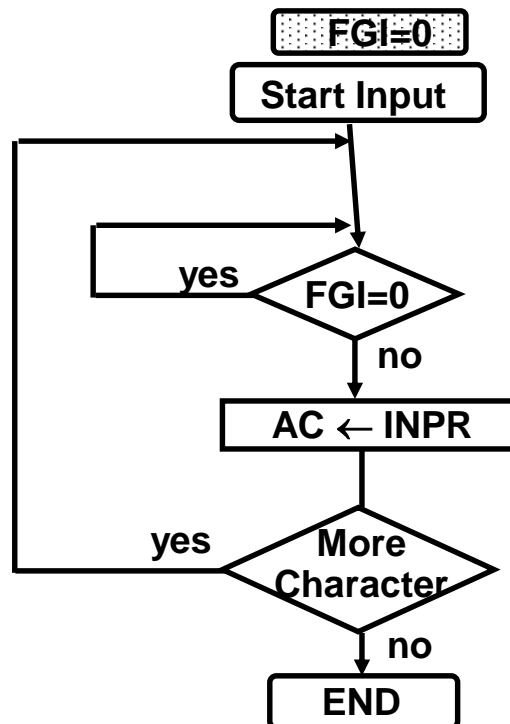 FGI=0
Start Input
yes
FGI=0
no
AC ← INPR
yes
More
Character
no
END